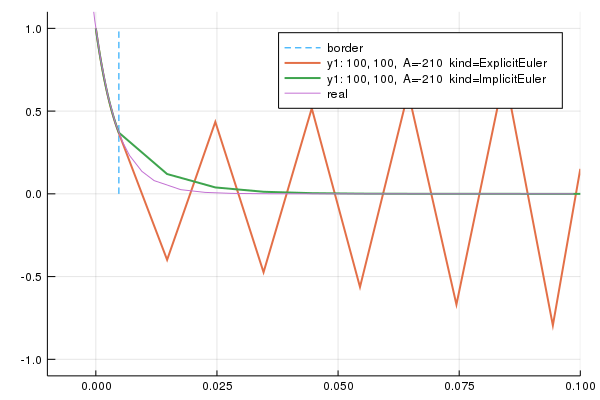 1.0
border
y1: 100, 100, A=-210 kind=ExplicitEuler
y1: 100, 100, A=-210 kind=ImplicitEuler
real
0.5
0.0
-0.5
-1.0
0.000 0.025 0.050 0.075 0.100